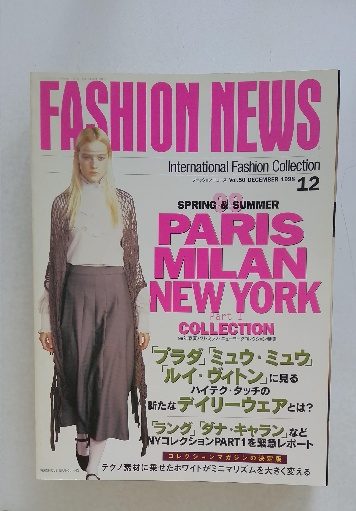 FASHION NEWS
International Fashion Collection
Vol.50 DECEMBER 1998 12
SPRING & SUMMER
PARIS
MILAN
NEW YORK
Part 1
COLLECTION
「プラダ」「ミュウ・ミュウ」
「ルイ・ヴィトン」に見る
ハイテク・タッチの
新たなデイリーウェアとは?
「ラング」「ダナ・キャラン」など
NYコレクションPART1を緊急レポート
コレクションマガジンの決定版
テクノ素材に乗せたホワイトがミニマリズムを大きく変える